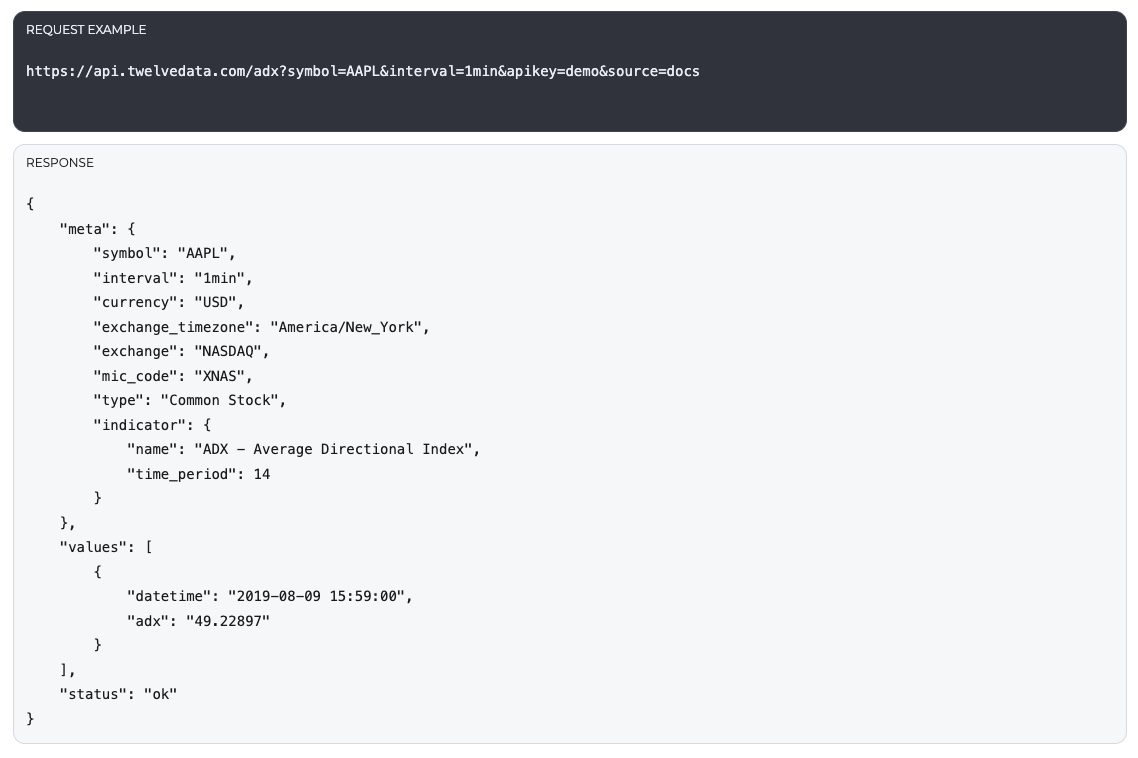 REQUEST EXAMPLE
https://api.twelvedata.com/adx?symbol=AAPL&interval=1min&apikey=demo&source=docs
RESPONSE
{
    "meta": {
        "symbol": "AAPL",
        "interval": "1min",
        "currency": "USD",
        "exchange_timezone": "America/New_York",
        "exchange": "NASDAQ",
        "mic_code": "XNAS",
        "type": "Common Stock",
        "indicator": {
            "name": "ADX – Average Directional Index",
            "time_period": 14
        }
    },
    "values": [
        {
            "datetime": "2019-08-09 15:59:00",
            "adx": "49.22897"
        }
    ],
    "status": "ok"
}